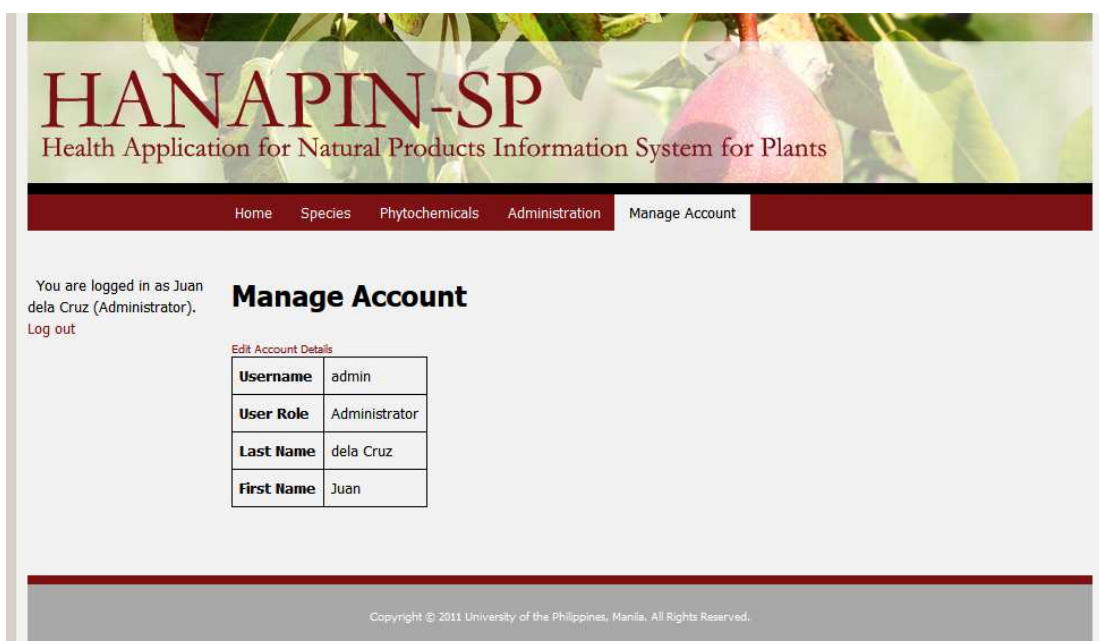 HANAPIN-SP
Health Application for Natural Products Information System for Plants
Home Species Phytochemicals Administration Manage Account
You are logged in as Juan
dela Cruz (Administrator).
Log out
Manage Account
Edit Account Details
Username admin
User Role Administrator
Last Name dela Cruz
First Name Juan
Copyright © 2011 University of the Philippines, Manila. All Rights Reserved.